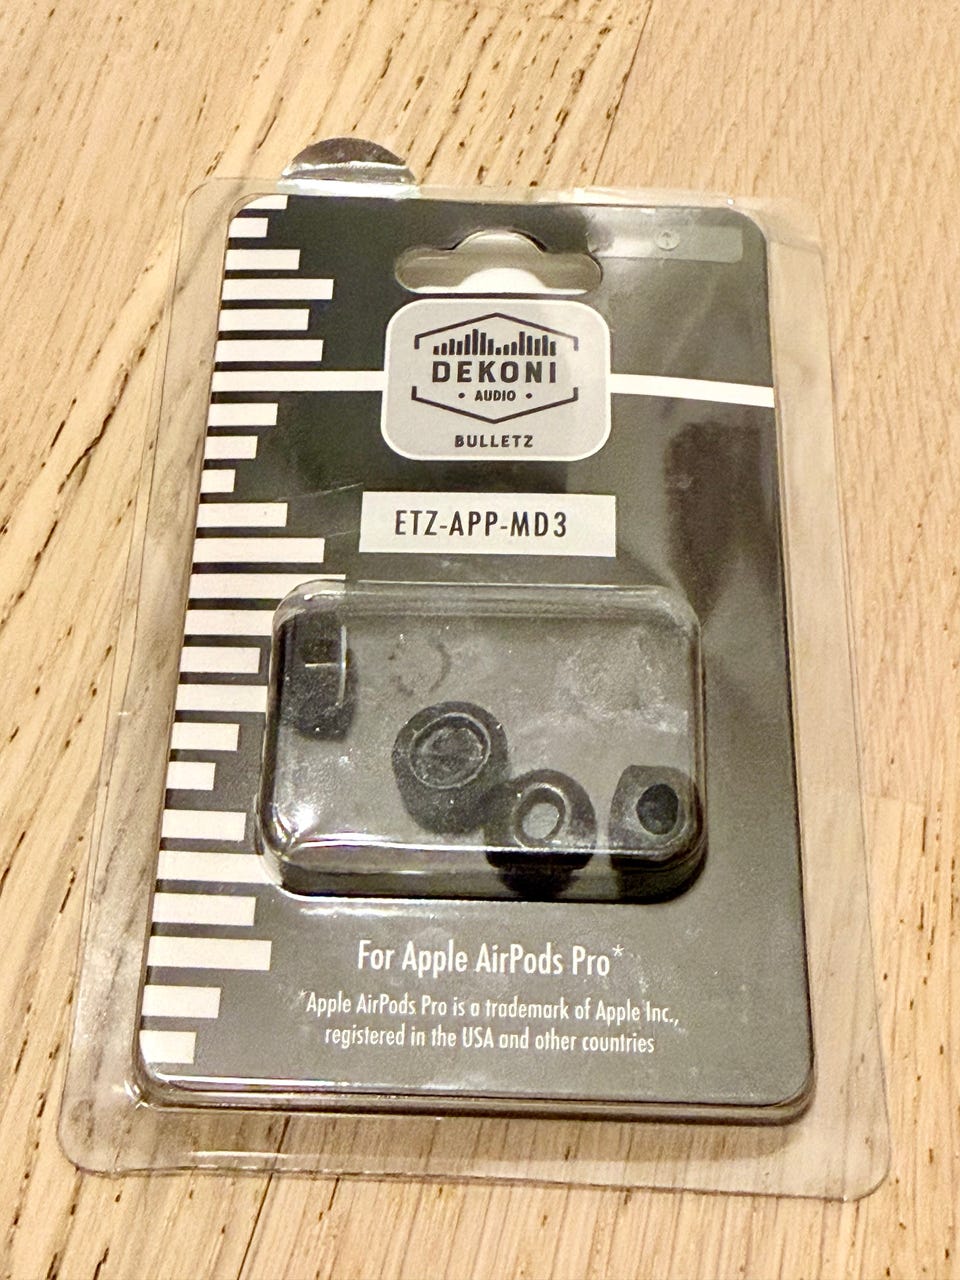 DEKONI
• AUDIO •
BULLETZ
ETZ-APP-MD3
For Apple AirPods Pro*
*Apple AirPods Pro is a trademark of Apple Inc.,
registered in the USA and other countries